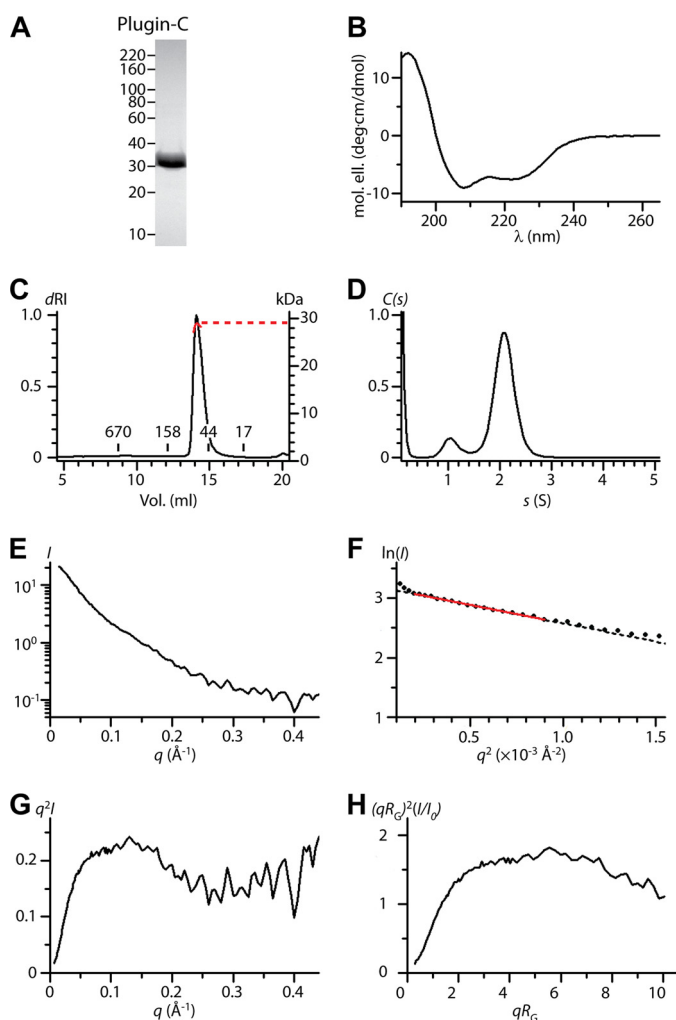 A
Plugin-C
220
160
100
80
60
40
30
20
10
B
mol. ell. (deg·cm/dmol)
10
0
-10
200 220 240 260
λ (nm)
C
dRI
kDa
1.0
0.5
0
30
20
10
0
670 158 44 17
5 10 15 20
Vol. (ml)
D
C(s)
1.0
0.5
0
1 2 3 4 5
s (S)
E
I
10¹
10⁰
10⁻¹
0 0.1 0.2 0.3 0.4
q (Å⁻¹)
F
ln(I)
3
2
1
0.5 1.0 1.5
q² (×10⁻³ Å⁻²)
G
q²I
0.2
0.1
0
0 0.1 0.2 0.3 0.4
q (Å⁻¹)
H
(qR_G)²(I/I₀)
2
1
0
0 2 4 6 8 10
qR_G